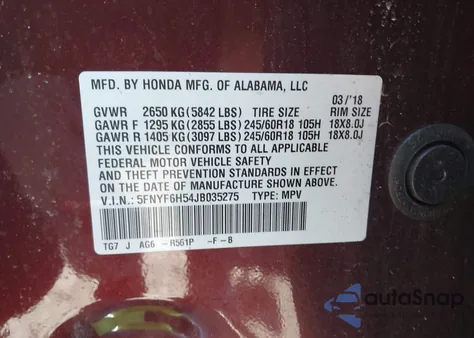 MFD. BY HONDA MFG. OF ALABAMA, LLC
03/'18
GVWR 2650 KG(5842 LBS) TIRE SIZE RIM SIZE
GAWR F 1295 KG(2855 LBS) 245/60R18 105H 18X8.0J
GAWR R 1405 KG(3097 LBS) 245/60R18 105H 18X8.0J
THIS VEHICLE CONFORMS TO ALL APPLICABLE
FEDERAL MOTOR VEHICLE SAFETY
AND THEFT PREVENTION STANDARDS IN EFFECT
ON THE DATE OF MANUFACTURE SHOWN ABOVE.
V.I.N.: 5FNYF6H54JB035275 TYPE: MPV
TG7 J AG6 -R561P -F-B
autoSnap